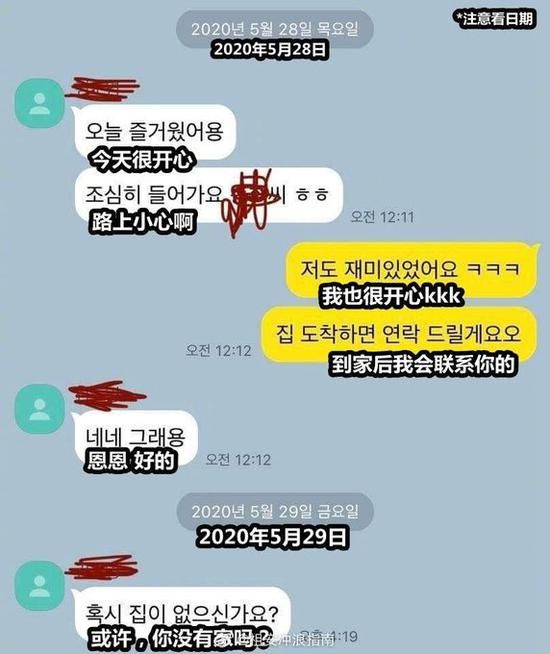 *注意看日期
2020년 5월 28일 목요일
2020年5月28日
오늘 즐거웠어용
今天很开心
조심히 들어가요 씨 ㅎㅎ
路上小心啊
오전 12:11
저도 재미있었어요 ㅋㅋㅋ
我也很开心kkk
집 도착하면 연락 드릴게요오
到家后我会联系你的
오전 12:12
네네 그래용
恩恩 好的
오전 12:12
2020년 5월 29일 금요일
2020年5月29日
혹시 집이 없으신가요?
或许，你没有家吗？
:19
冲浪指南